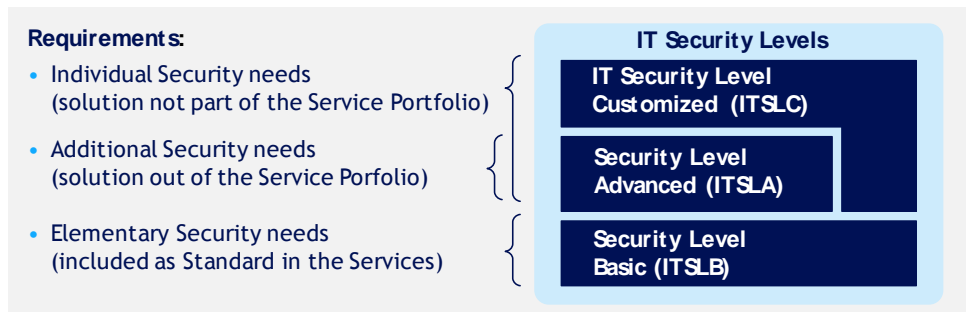 Requirements:
• Individual Security needs
(solution not part of the Service Portfolio)
• Additional Security needs
(solution out of the Service Porfolio)
• Elementary Security needs
(included as Standard in the Services)
IT Security Levels
IT Security Level
Customized (ITSLC)
Security Level
Advanced (ITSLA)
Security Level
Basic (ITSLB)